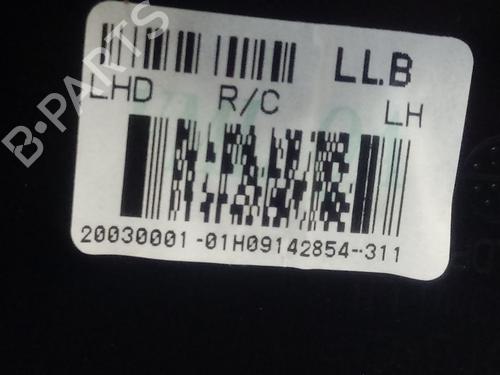 LL.B
LHD R/C LH
20030001-01H09142854-311
B-PARTS